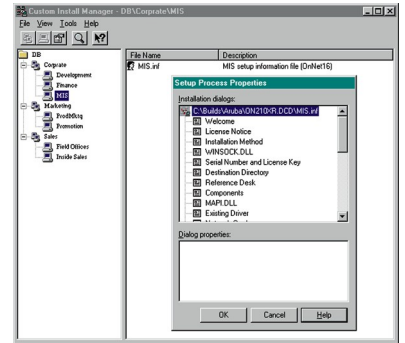 Custom Install Manager - DB\Corprate\MIS
File View Tools Help
DB
Corprate
Development
Finance
MIS
Marketing
ProdMktg
Promotion
Sales
Field Offices
Inside Sales
File Name Description
MIS.inf MIS setup information file (OnNet16)
Setup Process Properties
Installation dialogs:
C:\Builds\Aruba\ON210XR.DCD\MIS.inf
Welcome
License Notice
Installation Method
WINSOCK.DLL
Serial Number and License Key
Destination Directory
Reference Desk
Components
MAPI.DLL
Existing Driver
Dialog properties:
OK Cancel Help